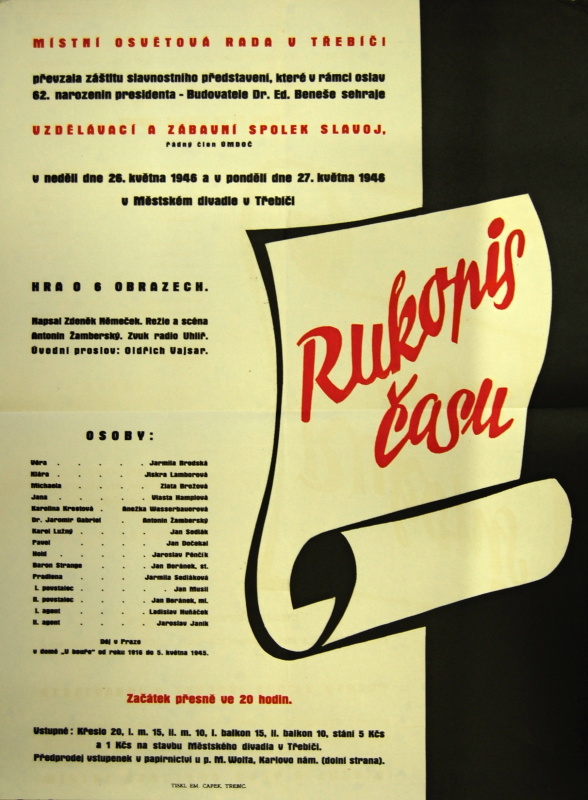 MÍSTNÍ OSVĚTOVÁ RADA V TŘEBÍČI
převzala záštitu slavnostního představení, které v rámci oslav
62. narozenin presidenta - Budovatele Dr. Ed. Beneše sehraje
VZDĚLÁVACÍ A ZÁBAVNÍ SPOLEK SLAVOJ,
řádný člen OMDOČ
v neděli dne 26. května 1946 a v pondělí dne 27. května 1946
v Městském divadle v Třebíči
Rukopis
času
HRA O 6 OBRAZECH.
Napsal Zdeněk Němeček. Režie a scéna
Antonín Žamberský. Zvuk radio Uhlíř.
Úvodní proslov: Oldřich Vajsar.
OSOBY:
Věra . . . . . Jarmila Brodská
Klára . . . . Jiskra Lamberová
Michaela . . . . Zlata Brožová
Jana . . . . . Vlasta Hamplová
Karolina Krostová . Anežka Wasserbauerová
Dr. Jaromír Gabriel . Antonín Žamberský
Karel Lužný . . . . Jan Sedlák
Pavel . . . . . Jan Dočekal
Hold . . . . . Jaroslav Pěnčík
Baron Strange . . . Jan Beránek, st.
Prodlena . . . Jarmila Sedláková
I. povstalec . . . . Jan Musil
II. povstalec . . . Jan Beránek, ml.
I. agent . . . Ladislav Huňáček
II. agent . . . . Jaroslav Janík
Děj v Praze
v domě „U bouře“ od roku 1916 do 5. května 1945.
Začátek přesně ve 20 hodin.
Vstupné : Křeslo 20, I. m. 15, II. m. 10, I. balkon 15, II. balkon 10, stání 5 Kčs
a 1 Kčs na stavbu Městského divadla v Třebíči.
Předprodej vstupenek v papírnictví u p. M. Wolfa, Karlovo nám. (dolní strana).
TISKL EM. ČAPEK, TŘEBÍČ.